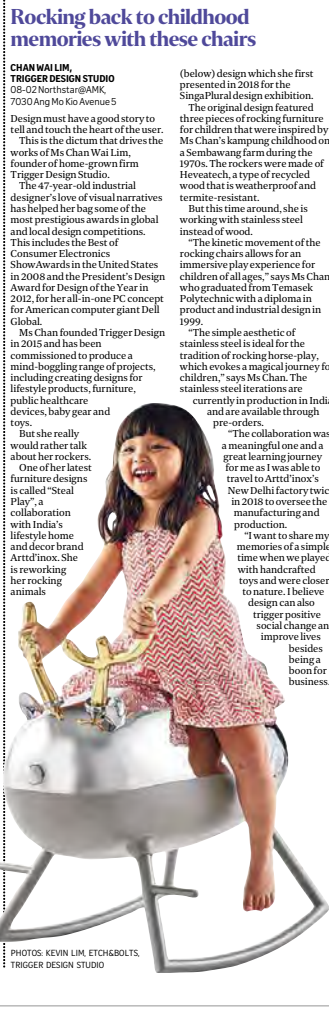 Rocking back to childhood
memories with these chairs
CHAN WAI LIM,
TRIGGER DESIGN STUDIO
08-02 Northstar@AMK,
7030 Ang Mo Kio Avenue 5
Design must have a good story to
tell and touch the heart of the user.
This is the dictum that drives the
works of Ms Chan Wai Lim,
founder of home-grown firm
Trigger Design Studio.
The 47-year-old industrial
designer's love of visual narratives
has helped her bag some of the
most prestigious awards in global
and local design competitions.
This includes the Best of
Consumer Electronics
Show Awards in the United States
in 2008 and the President's Design
Award for Design of the Year in
2012, for her all-in-one PC concept
for American computer giant Dell
Global.
Ms Chan founded Trigger Design
in 2015 and has been
commissioned to produce a
mind-boggling range of projects,
including creating designs for
lifestyle products, furniture,
public healthcare
devices, baby gear and
toys.
But she really
would rather talk
about her rockers.
One of her latest
furniture designs
is called "Steal
Play", a
collaboration
with India's
lifestyle home
and decor brand
Arttd'inox. She
is reworking
her rocking
animals
(below) design which she first
presented in 2018 for the
SingaPlural design exhibition.
The original design featured
three pieces of rocking furniture
for children that were inspired by
Ms Chan's kampung childhood on
a Sembawang farm during the
1970s. The rockers were made of
Heveatech, a type of recycled
wood that is weatherproof and
termite-resistant.
But this time around, she is
working with stainless steel
instead of wood.
"The kinetic movement of the
rocking chairs allows for an
immersive play experience for
children of all ages," says Ms Chan
who graduated from Temasek
Polytechnic with a diploma in
product and industrial design in
1999.
"The simple aesthetic of
stainless steel is ideal for the
tradition of rocking horse-play,
which evokes a magical journey fo
children," says Ms Chan. The
stainless steel iterations are
currently in production in India
and are available through
pre-orders.
"The collaboration was
a meaningful one and a
great learning journey
for me as I was able to
travel to Arttd'inox's
New Delhi factory twic
in 2018 to oversee the
manufacturing and
production.
"I want to share my
memories of a simple
time when we played
with handcrafted
toys and were closer
to nature. I believe
design can also
trigger positive
social change an
improve lives
besides
being a
boon for
business.
PHOTOS: KEVIN LIM, ETCH&BOLTS,
TRIGGER DESIGN STUDIO